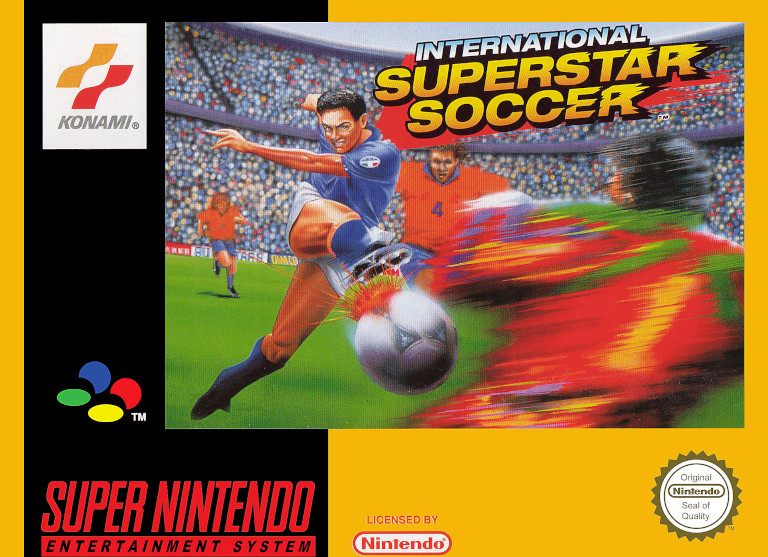 KONAMI®
INTERNATIONAL
SUPERSTAR
SOCCER
TM
4
TM
SUPER NINTENDO
ENTERTAINMENT SYSTEM
LICENSED BY
Nintendo®
Original
Nintendo
Seal of
Quality
TM